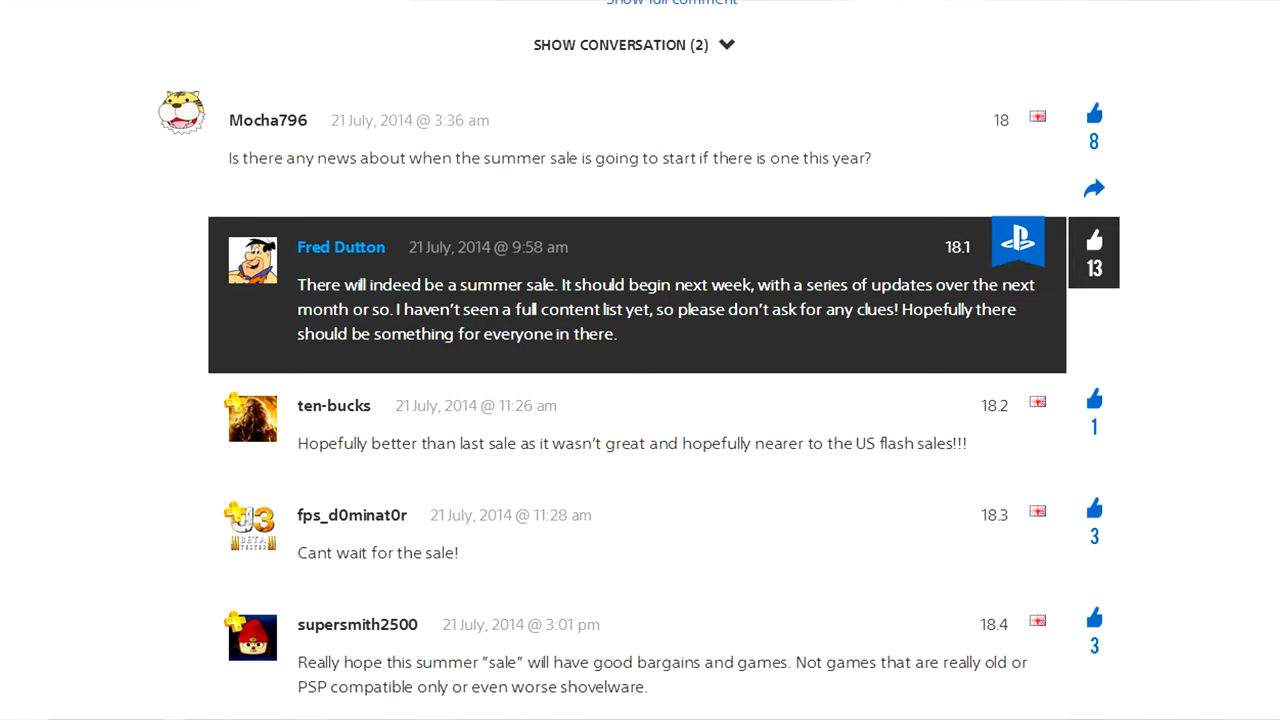 Show full comment
SHOW CONVERSATION (2)
Mocha796 21 July, 2014 @ 3:36 am 18
8
Is there any news about when the summer sale is going to start if there is one this year?
Fred Dutton 21 July, 2014 @ 9:58 am 18.1
13
There will indeed be a summer sale. It should begin next week, with a series of updates over the next
month or so. I haven't seen a full content list yet, so please don't ask for any clues! Hopefully there
should be something for everyone in there.
ten-bucks 21 July, 2014 @ 11:26 am 18.2
1
Hopefully better than last sale as it wasn't great and hopefully nearer to the US flash sales!!!
fps_d0minat0r 21 July, 2014 @ 11:28 am 18.3
U3
BETA
TESTER
3
Cant wait for the sale!
supersmith2500 21 July, 2014 @ 3:01 pm 18.4
3
Really hope this summer "sale" will have good bargains and games. Not games that are really old or
PSP compatible only or even worse shovelware.